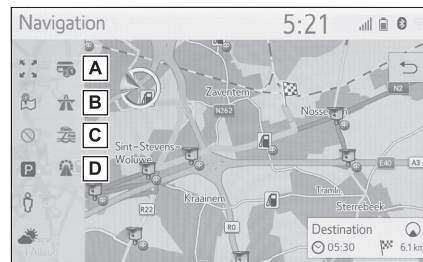 Navigation 5:21
A
B
C
D
P
Zaventem
N262
N2
Nossegem
Sint-Stevens-
Woluwe
E40 A3
Kraainem
Tramln.
Sterrebeek
R22
R0
Destination
05:30 6.1 km